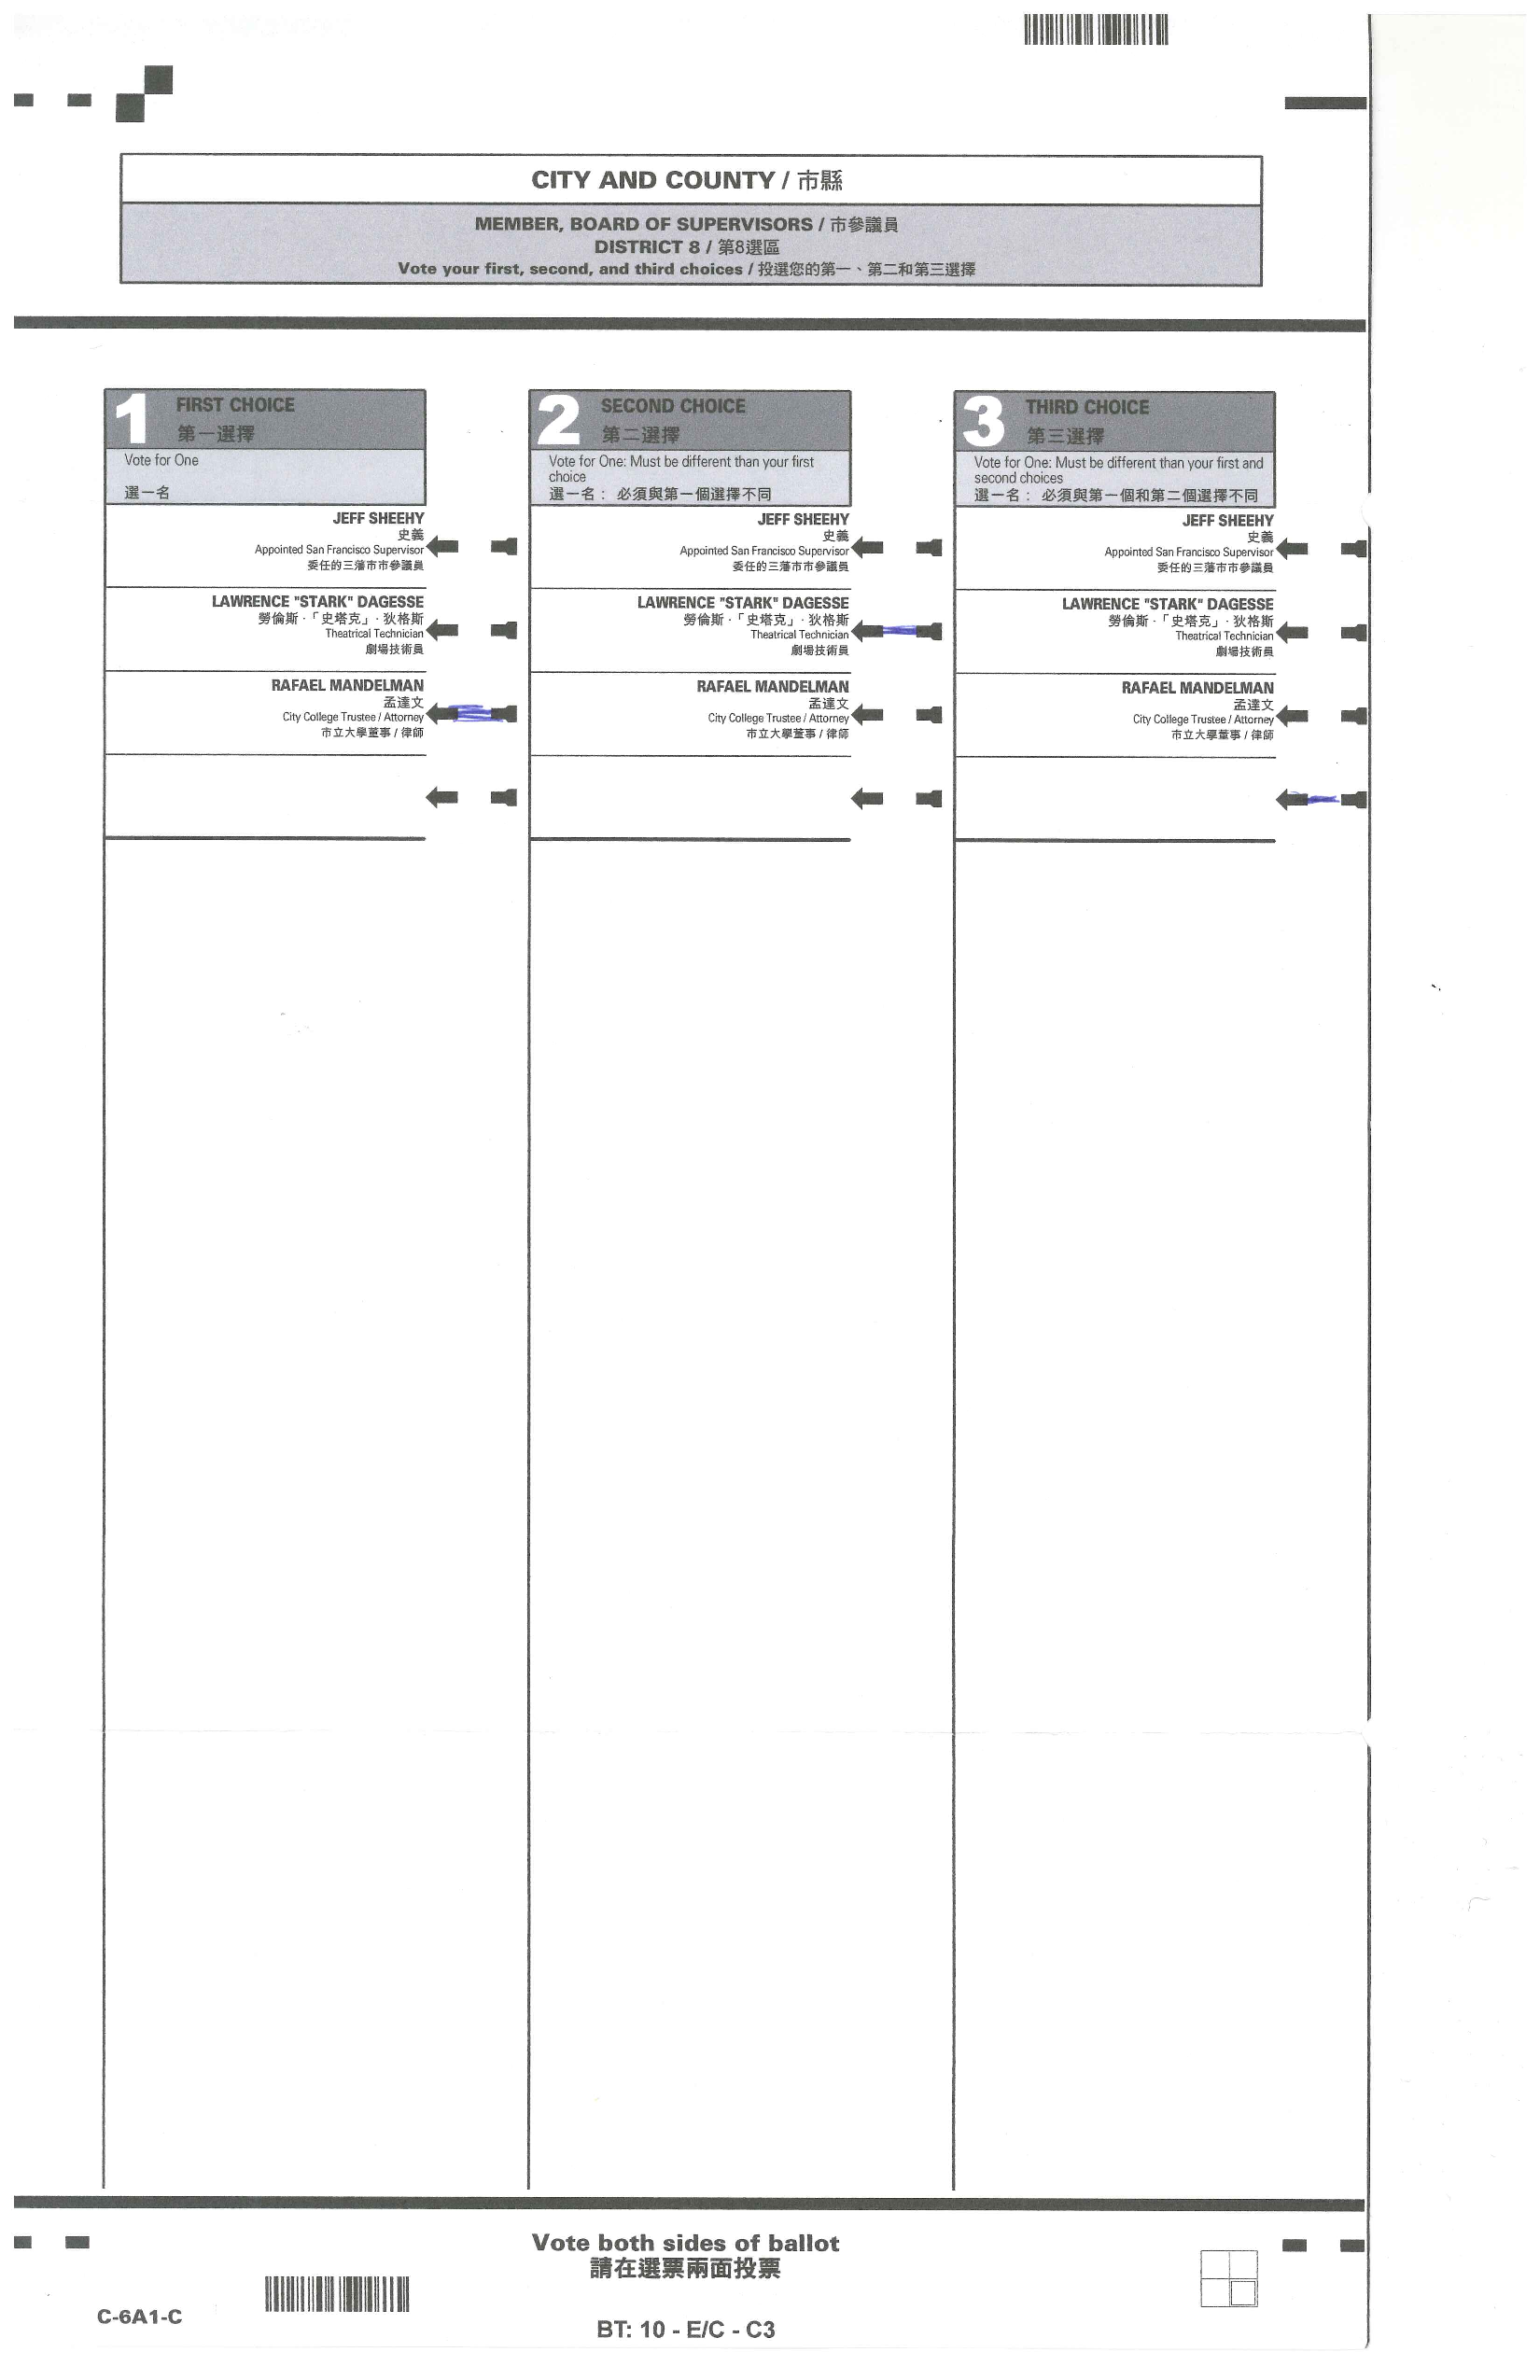 CITY AND COUNTY / 市縣
MEMBER, BOARD OF SUPERVISORS / 市參議員
DISTRICT 8 / 第8選區
Vote your first, second, and third choices / 投選您的第一、第二和第三選擇
1 FIRST CHOICE
第一選擇
Vote for One
選一名
JEFF SHEEHY
史義
Appointed San Francisco Supervisor
委任的三藩市市參議員
LAWRENCE "STARK" DAGESSE
勞倫斯·「史塔克」·狄格斯
Theatrical Technician
劇場技術員
RAFAEL MANDELMAN
孟達文
City College Trustee / Attorney
市立大學董事 / 律師
2 SECOND CHOICE
第二選擇
Vote for One: Must be different than your first
choice
選一名： 必須與第一個選擇不同
JEFF SHEEHY
史義
Appointed San Francisco Supervisor
委任的三藩市市參議員
LAWRENCE "STARK" DAGESSE
勞倫斯·「史塔克」·狄格斯
Theatrical Technician
劇場技術員
RAFAEL MANDELMAN
孟達文
City College Trustee / Attorney
市立大學董事 / 律師
3 THIRD CHOICE
第三選擇
Vote for One: Must be different than your first and
second choices
選一名： 必須與第一個和第二個選擇不同
JEFF SHEEHY
史義
Appointed San Francisco Supervisor
委任的三藩市市參議員
LAWRENCE "STARK" DAGESSE
勞倫斯·「史塔克」·狄格斯
Theatrical Technician
劇場技術員
RAFAEL MANDELMAN
孟達文
City College Trustee / Attorney
市立大學董事 / 律師
Vote both sides of ballot
請在選票兩面投票
C-6A1-C
BT: 10 - E/C - C3